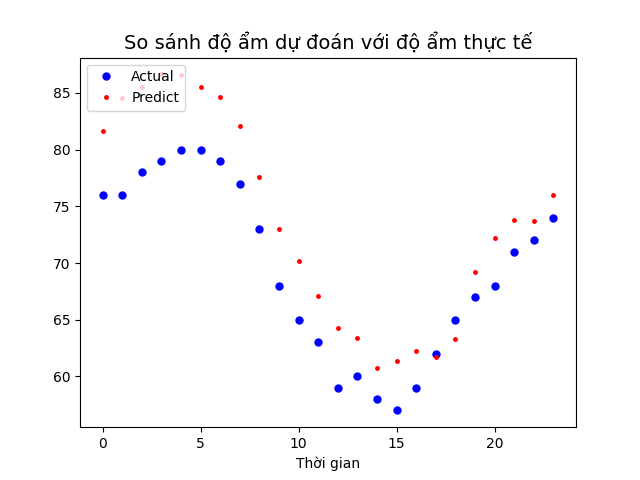 So sánh độ ẩm dự đoán với độ ẩm thực tế
Actual
Predict
85
80
75
70
65
60
0 5 10 15 20
Thời gian